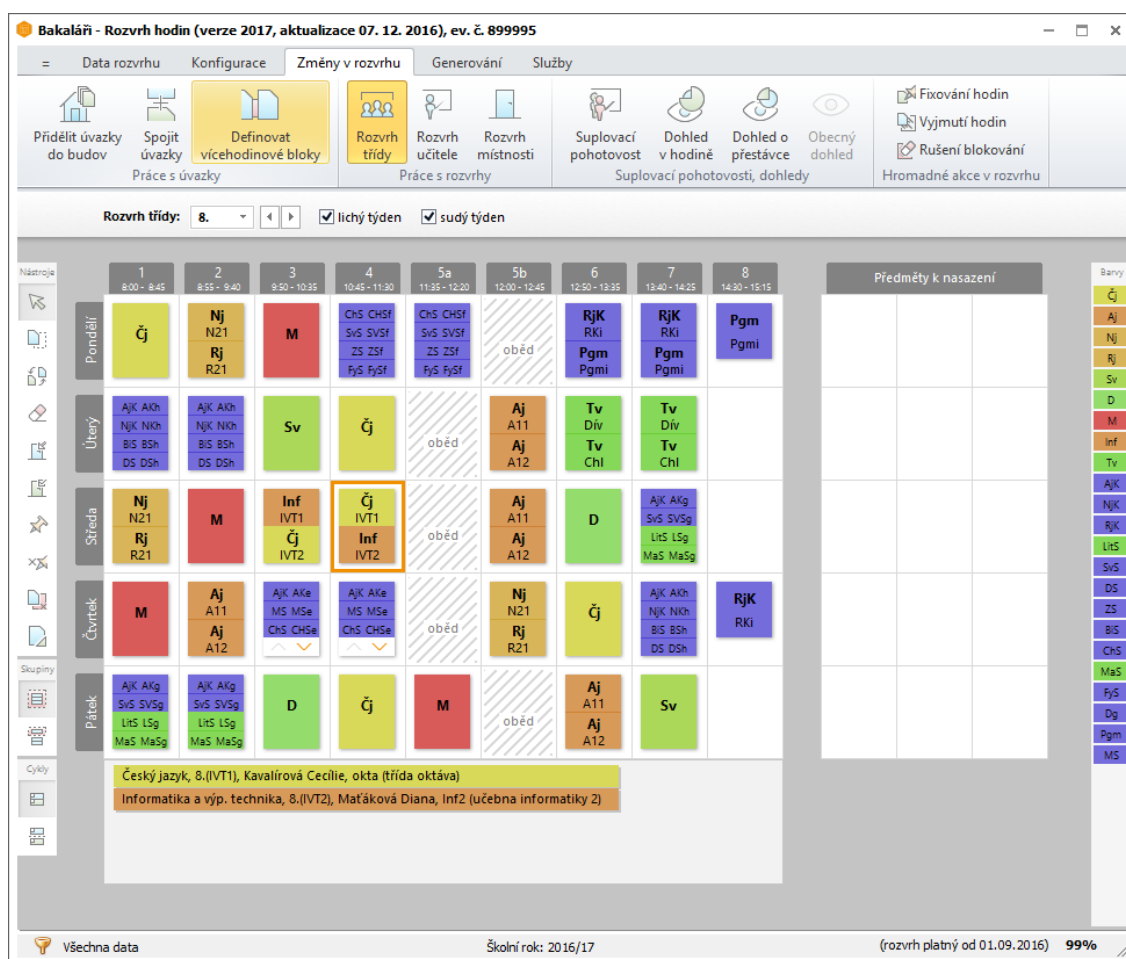 Bakaláři - Rozvrh hodin (verze 2017, aktualizace 07. 12. 2016), ev. č. 899995
= Data rozvrhu Konfigurace Změny v rozvrhu Generování Služby
Přidělit úvazky do budov
Spojit úvazky
Definovat vícehodinové bloky
Rozvrh třídy
Rozvrh učitele
Rozvrh místnosti
Suplovací pohotovost
Dohled v hodině
Dohled o přestávce
Obecný dohled
Fixování hodin
Vyjmutí hodin
Rušení blokování
Práce s úvazky Práce s rozvrhy Suplovací pohotovosti, dohledy Hromadné akce v rozvrhu
Rozvrh třídy: 8. lichý týden sudý týden
Nástroje
Skupiny
Cykly
1 2 3 4 5a 5b 6 7 8
8:00 - 8:45 8:55 - 9:40 9:50 - 10:35 10:45 - 11:30 11:35 - 12:20 12:00 - 12:45 12:50 - 13:35 13:40 - 14:25 14:30 - 15:15
Předměty k nasazení
Pondělí
Čj
Nj N21 Rj R21
M
ChS CHSf SvS SVSf ZS ZSf FyS FySf
ChS CHSf SvS SVSf ZS ZSf FyS FySf
oběd
RjK RKi Pgm Pgmi
RjK RKi Pgm Pgmi
Pgm Pgmi
Úterý
AjK AKh NjK NKh BiS BSh DS DSh
AjK AKh NjK NKh BiS BSh DS DSh
Sv
Čj
oběd
Aj A11 Aj A12
Tv Dív Tv Chl
Tv Dív Tv Chl
Středa
Nj N21 Rj R21
M
Inf IVT1 Čj IVT2
Čj IVT1 Inf IVT2
oběd
Aj A11 Aj A12
D
AjK AKg SvS SVSg LitS LSg MaS MaSg
Čtvrtek
M
Aj A11 Aj A12
AjK AKe MS MSe ChS CHSe
AjK AKe MS MSe ChS CHSe
oběd
Nj N21 Rj R21
Čj
AjK AKh NjK NKh BiS BSh DS DSh
RjK RKi
Pátek
AjK AKg SvS SVSg LitS LSg MaS MaSg
AjK AKg SvS SVSg LitS LSg MaS MaSg
D
Čj
M
oběd
Aj A11 Aj A12
Sv
Český jazyk, 8.(IVT1), Kavalírová Cecílie, okta (třída oktáva)
Informatika a výp. technika, 8.(IVT2), Maťáková Diana, Inf2 (učebna informatiky 2)
Barvy
Čj
Aj
Nj
Rj
Sv
D
M
Inf
Tv
AjK
NjK
RjK
LitS
SvS
DS
ZS
BiS
ChS
MaS
FyS
Dg
Pgm
MS
Všechna data Školní rok: 2016/17 (rozvrh platný od 01.09.2016) 99%